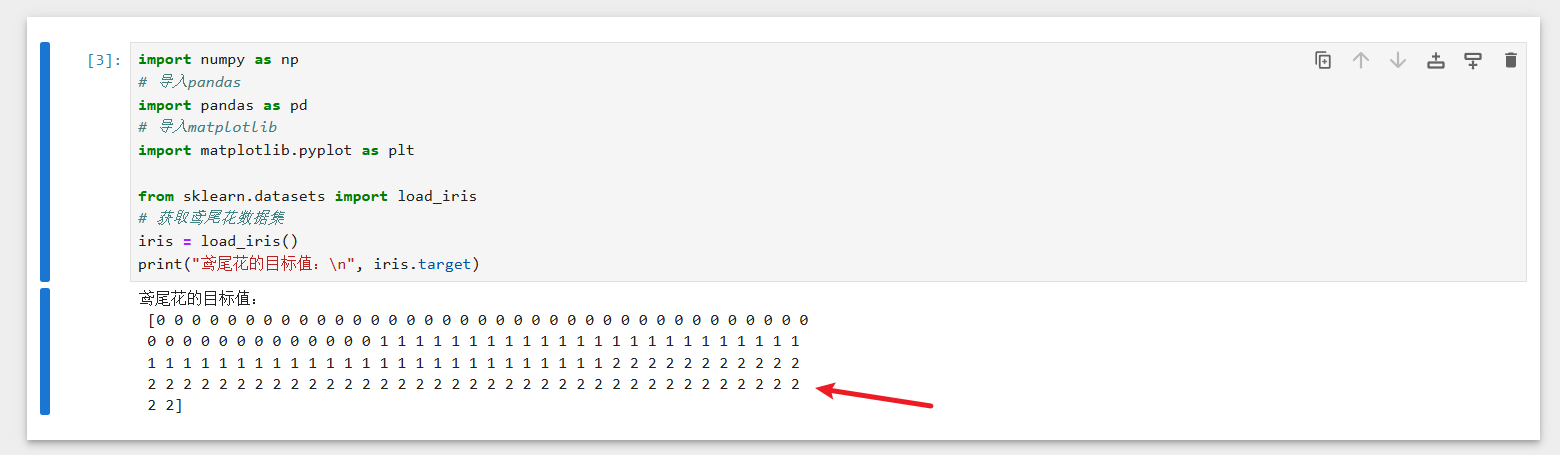 [3]:
import numpy as np
# 导入pandas
import pandas as pd
# 导入matplotlib
import matplotlib.pyplot as plt
from sklearn.datasets import load_iris
# 获取鸢尾花数据集
iris = load_iris()
print("鸢尾花的目标值：\n", iris.target)
鸢尾花的目标值：
[0 0 0 0 0 0 0 0 0 0 0 0 0 0 0 0 0 0 0 0 0 0 0 0 0 0 0 0 0 0 0 0 0 0 0 0 0
0 0 0 0 0 0 0 0 0 0 0 0 0 1 1 1 1 1 1 1 1 1 1 1 1 1 1 1 1 1 1 1 1 1 1 1 1
1 1 1 1 1 1 1 1 1 1 1 1 1 1 1 1 1 1 1 1 1 1 1 1 1 1 2 2 2 2 2 2 2 2 2 2 2
2 2 2 2 2 2 2 2 2 2 2 2 2 2 2 2 2 2 2 2 2 2 2 2 2 2 2 2 2 2 2 2 2 2 2 2 2
2 2]